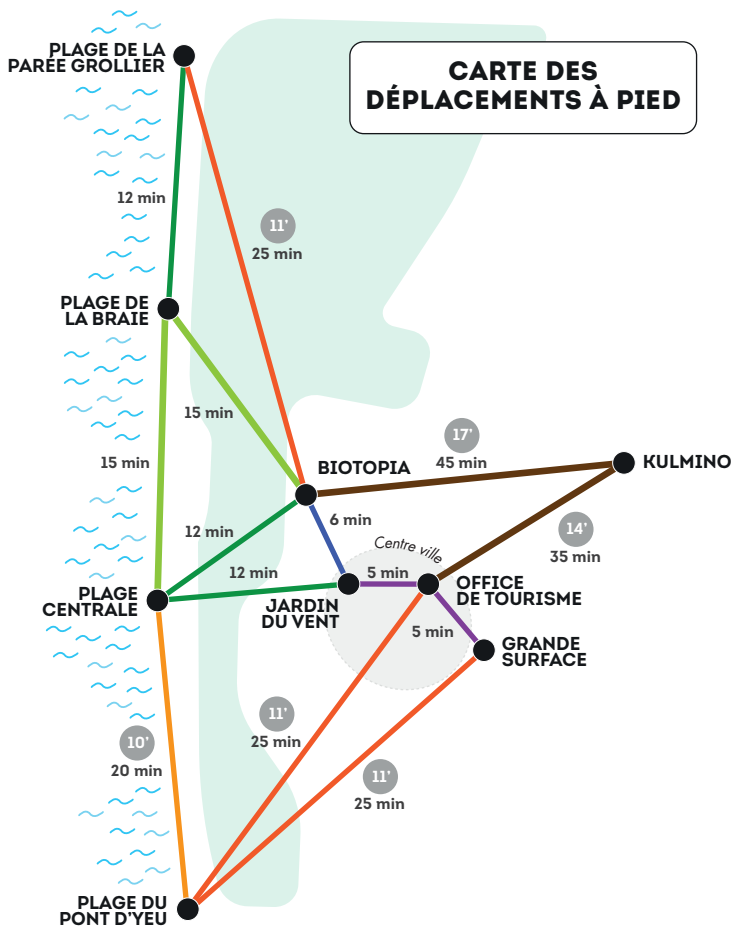 CARTE DES
DÉPLACEMENTS À PIED
PLAGE DE LA
PARÉE GROLLIER
12 min
11'
25 min
PLAGE DE
LA BRAIE
15 min
15 min
BIOTOPIA
17'
45 min
KULMINO
6 min
12 min
14'
35 min
Centre ville
12 min
5 min
PLAGE
CENTRALE
JARDIN
DU VENT
OFFICE
DE TOURISME
5 min
GRANDE
SURFACE
11'
25 min
10'
20 min
11'
25 min
PLAGE DU
PONT D'YEU